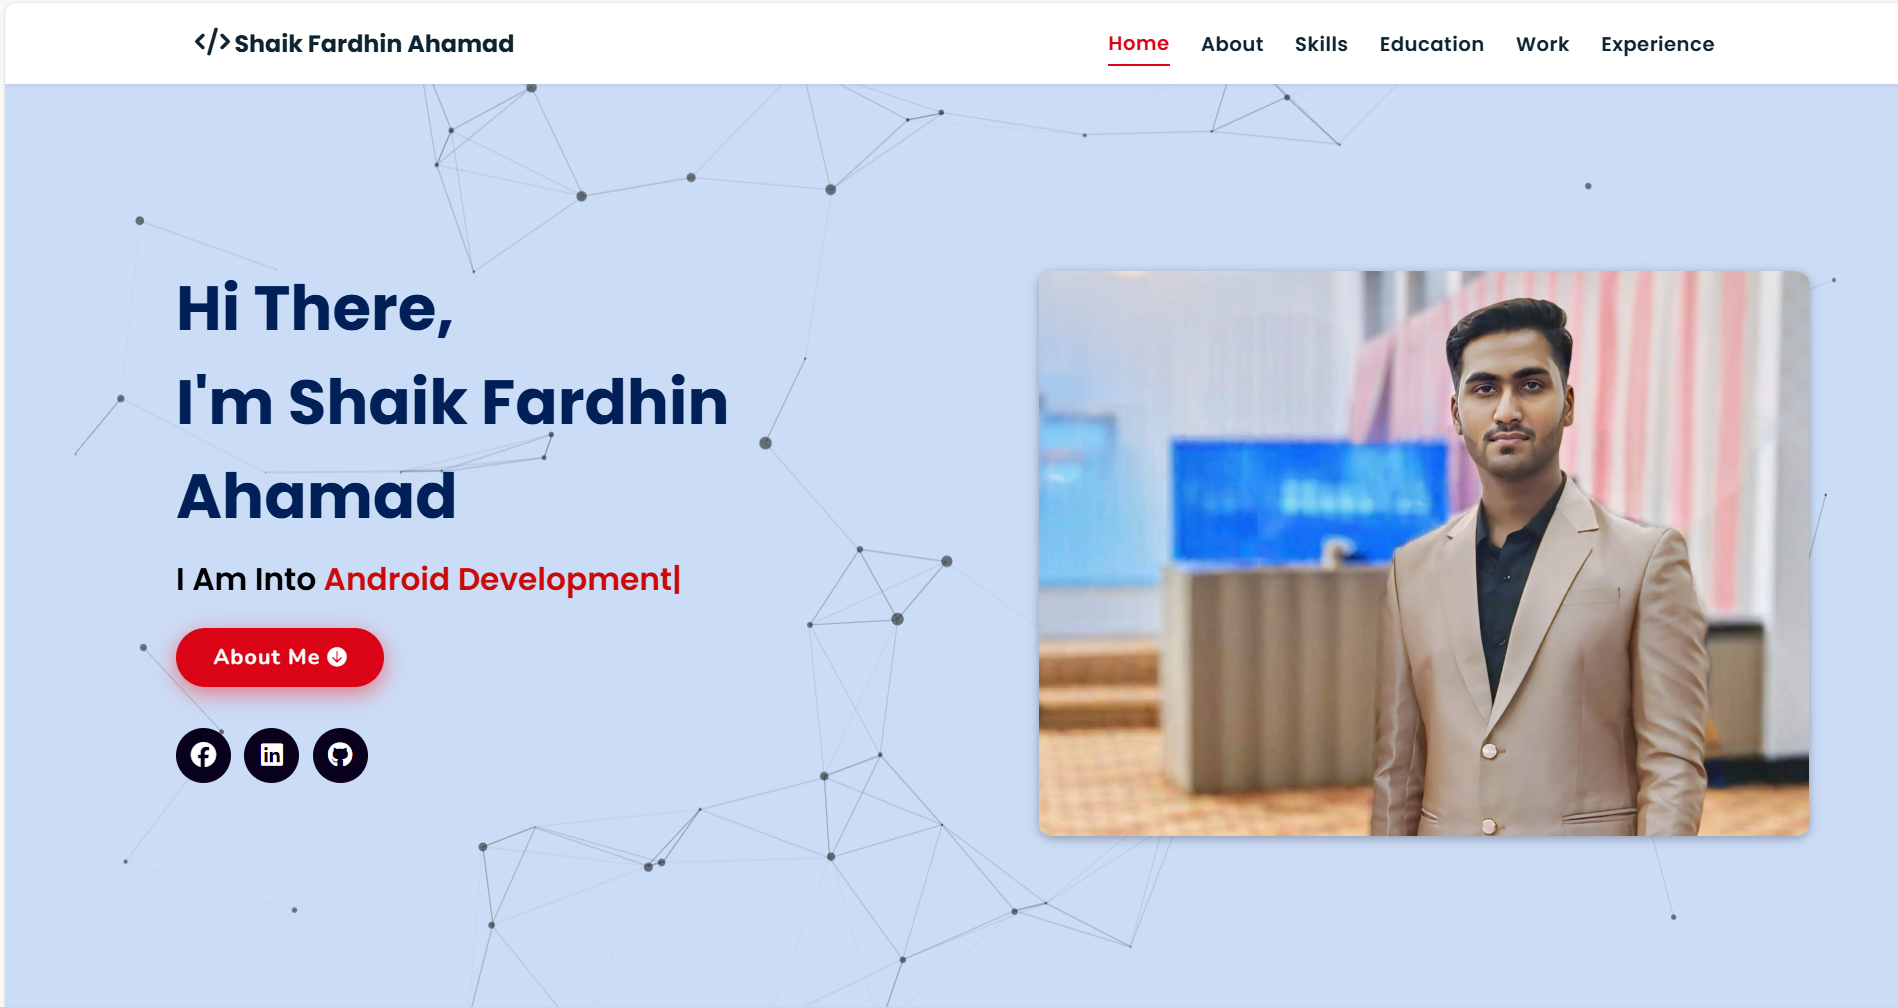 </> Shaik Fardhin Ahamad
Home About Skills Education Work Experience
Hi There,
I'm Shaik Fardhin
Ahamad
I Am Into Android Development|
About Me
in